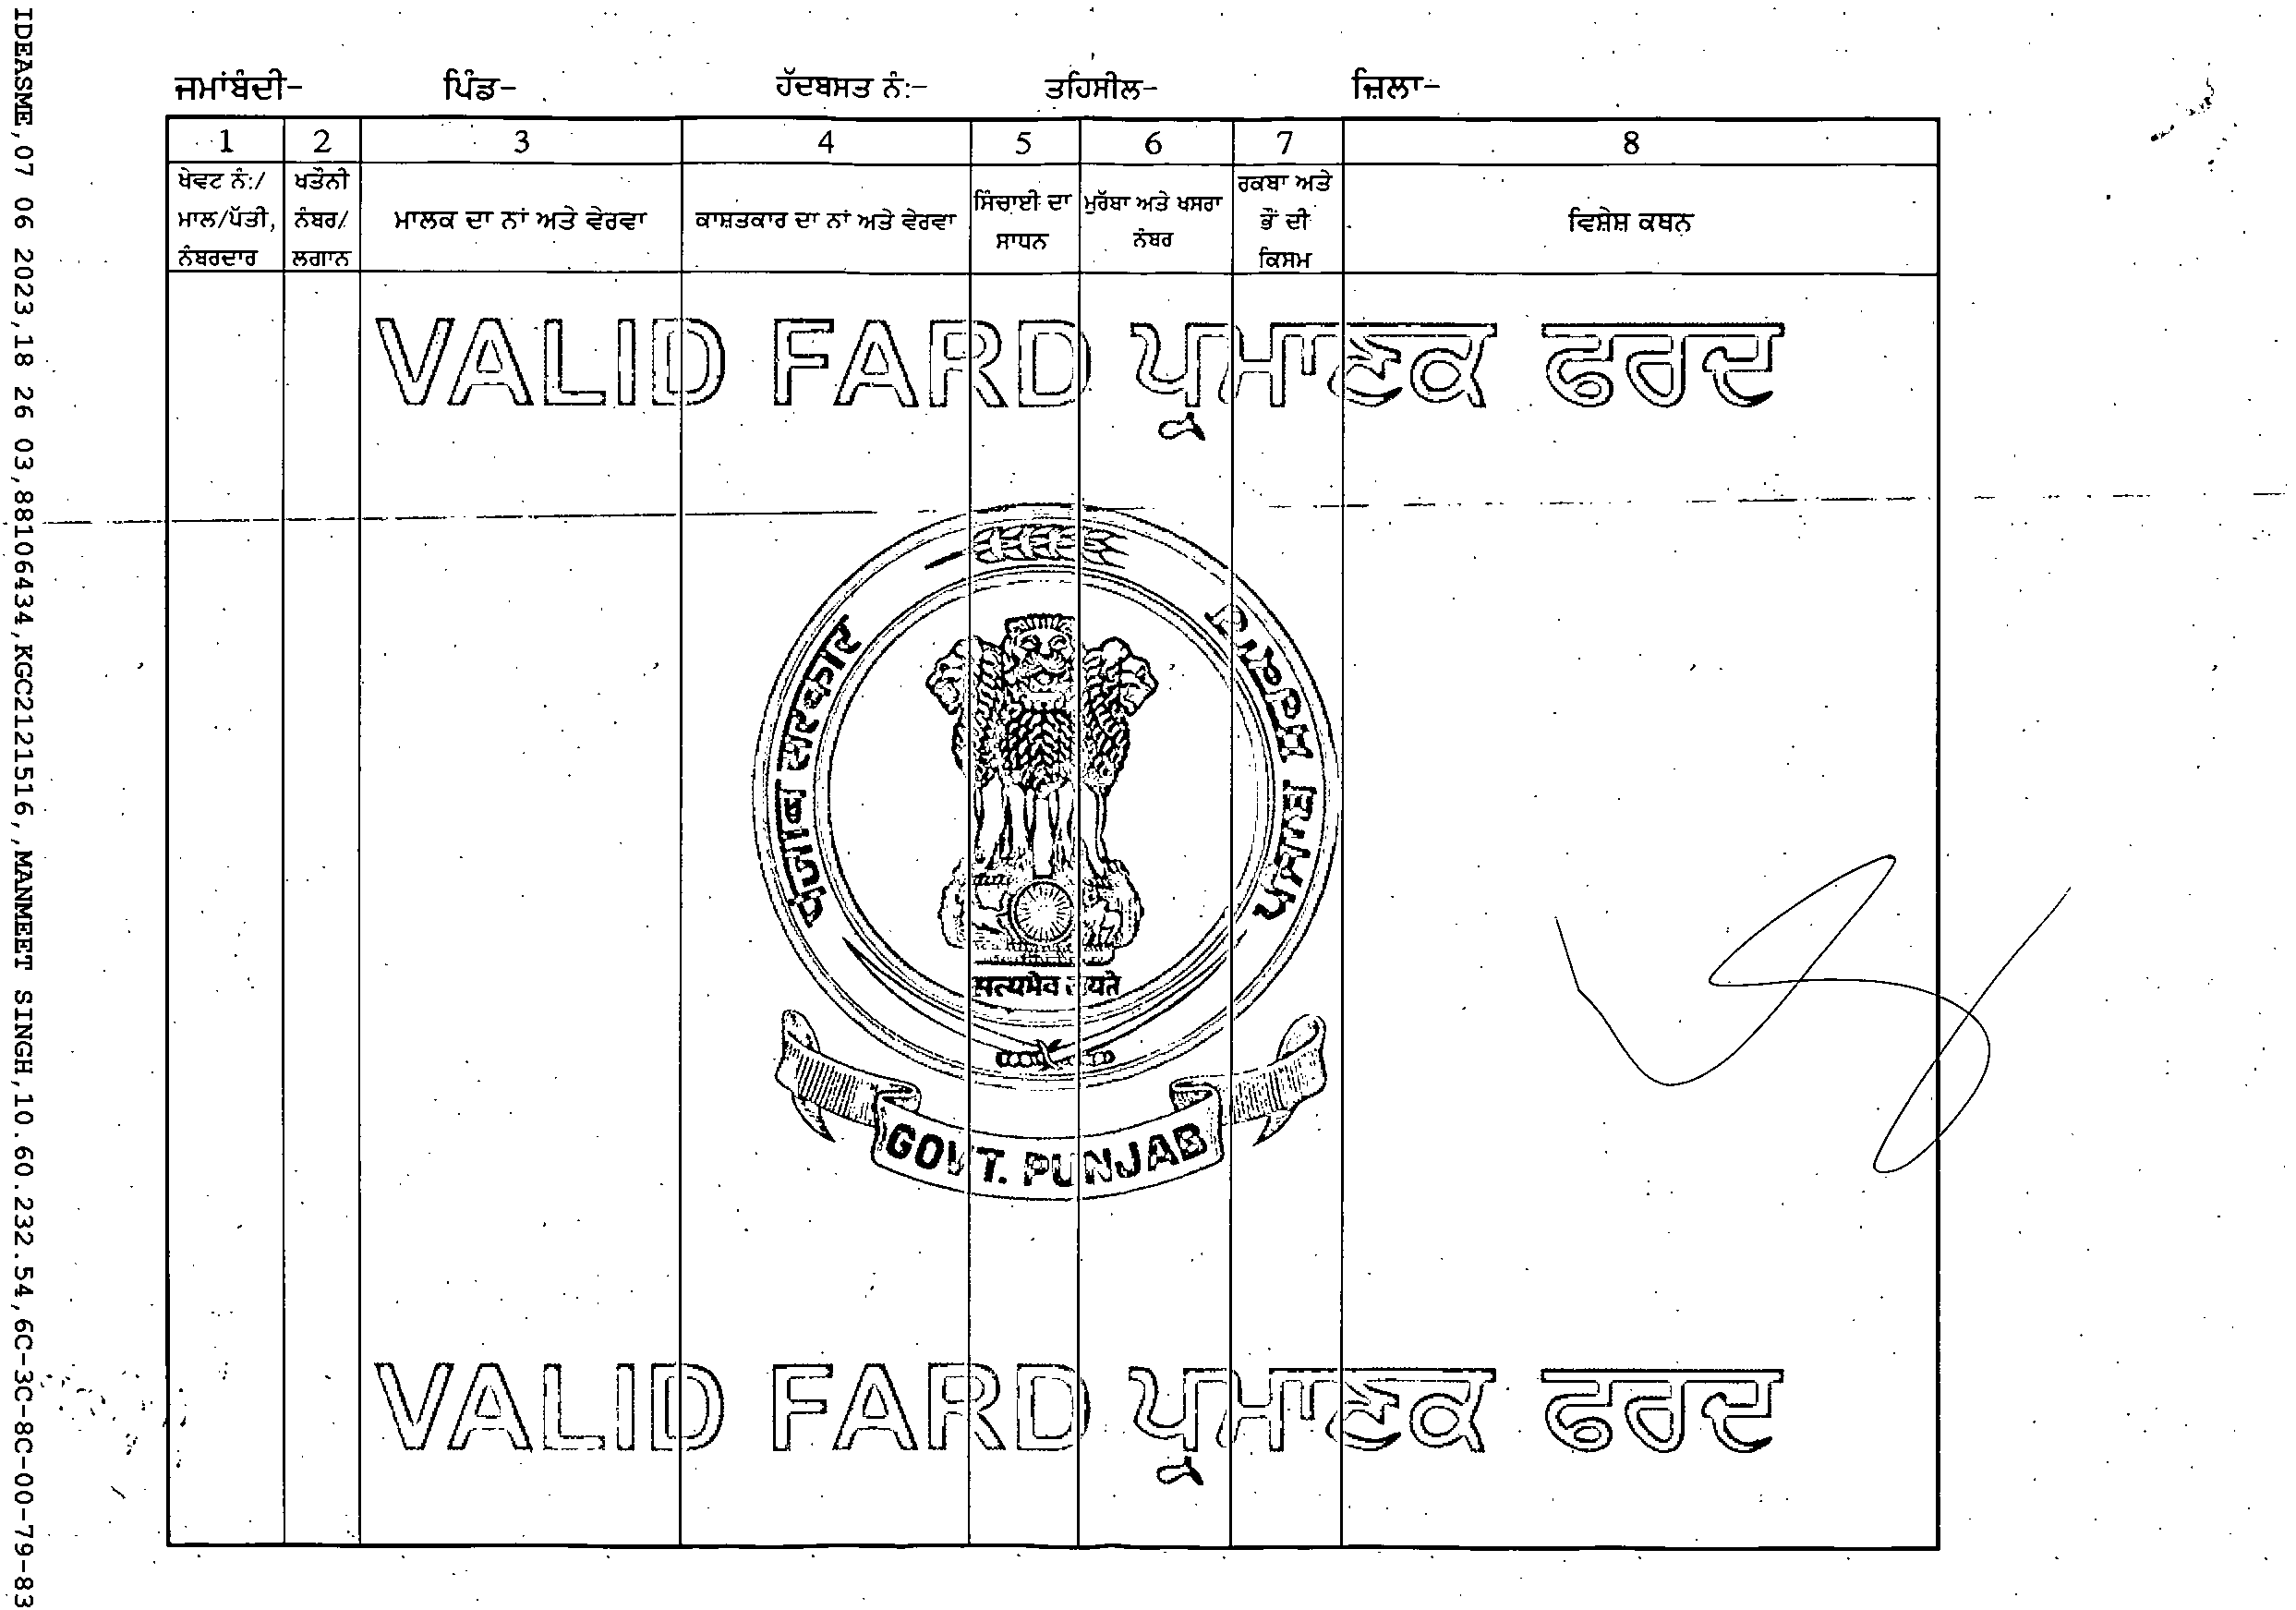 IDEASME,07 06 2023,18 26 03,88106434,KGC2121516,,MANMEET SINGH,10.60.232.54,6C-3C-8C-00-79-83
ਜਮਾਂਬੰਦੀ- ਪਿੰਡ- ਹੱਦਬਸਤ ਨੰ:- ਤਹਿਸੀਲ- ਜ਼ਿਲਾ-
1 2 3 4 5 6 7 8
ਖੇਵਟ ਨੰ:/
ਮਾਲ/ਪੱਤੀ,
ਨੰਬਰਦਾਰ
ਖਤੌਨੀ
ਨੰਬਰ/
ਲਗਾਨ
ਮਾਲਕ ਦਾ ਨਾਂ ਅਤੇ ਵੇਰਵਾ
ਕਾਸ਼ਤਕਾਰ ਦਾ ਨਾਂ ਅਤੇ ਵੇਰਵਾ
ਸਿੰਚਾਈ ਦਾ
ਸਾਧਨ
ਮੁਰੱਬਾ ਅਤੇ ਖਸਰਾ
ਨੰਬਰ
ਰਕਬਾ ਅਤੇ
ਭੌਂ ਦੀ
ਕਿਸਮ
ਵਿਸ਼ੇਸ਼ ਕਥਨ
VALID FARD ਪ੍ਰਮਾਣਕ ਫਰਦ
पंजाब सरकार
ਪੰਜਾਬ ਸਰਕਾਰ
सत्यमेव जयते
GOVT. PUNJAB
VALID FARD ਪ੍ਰਮਾਣਕ ਫਰਦ